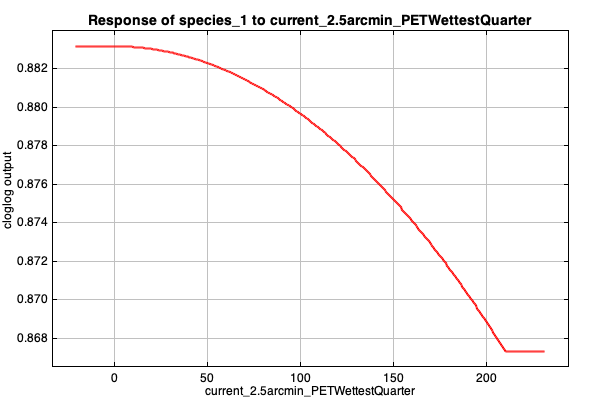 Response of species_1 to current_2.5arcmin_PETWettestQuarter
cloglog output
0.882
0.880
0.878
0.876
0.874
0.872
0.870
0.868
0 50 100 150 200
current_2.5arcmin_PETWettestQuarter